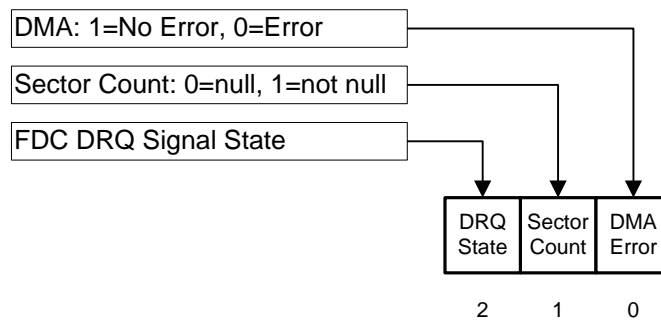 DMA: 1=No Error, 0=Error
Sector Count: 0=null, 1=not null
FDC DRQ Signal State
DRQ State
Sector Count
DMA Error
2 1 0